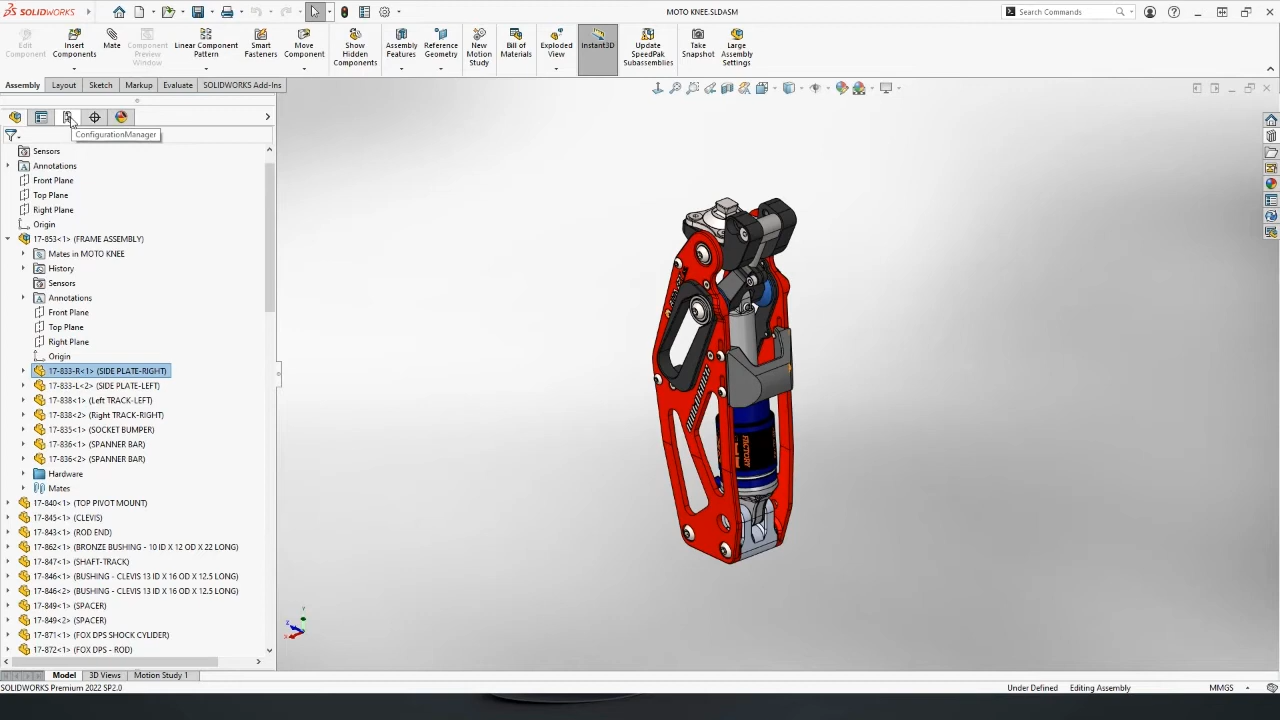 SOLIDWORKS
MOTO KNEE.SLDASM
Search Commands
Edit Component
Insert Components
Mate
Component Preview Window
Linear Component Pattern
Smart Fasteners
Move Component
Show Hidden Components
Assembly Features
Reference Geometry
New Motion Study
Bill of Materials
Exploded View
Instant3D
Update SpeedPak Subassemblies
Take Snapshot
Large Assembly Settings
Assembly Layout Sketch Markup Evaluate SOLIDWORKS Add-Ins
ConfigurationManager
Sensors
Annotations
Front Plane
Top Plane
Right Plane
Origin
17-853<1> (FRAME ASSEMBLY)
Mates in MOTO KNEE
History
Sensors
Annotations
Front Plane
Top Plane
Right Plane
Origin
17-833-R<1> (SIDE PLATE-RIGHT)
17-833-L<2> (SIDE PLATE-LEFT)
17-838<1> (Left TRACK-LEFT)
17-838<2> (Right TRACK-RIGHT)
17-835<1> (SOCKET BUMPER)
17-836<1> (SPANNER BAR)
17-836<2> (SPANNER BAR)
Hardware
Mates
17-840<1> (TOP PIVOT MOUNT)
17-845<1> (CLEVIS)
17-843<1> (ROD END)
17-862<1> (BRONZE BUSHING - 10 ID X 12 OD X 22 LONG)
17-847<1> (SHAFT-TRACK)
17-846<1> (BUSHING - CLEVIS 13 ID X 16 OD X 12.5 LONG)
17-846<2> (BUSHING - CLEVIS 13 ID X 16 OD X 12.5 LONG)
17-849<1> (SPACER)
17-849<2> (SPACER)
17-871<1> (FOX DPS SHOCK CYLIDER)
17-872<1> (FOX DPS - ROD)
FACTORY
Y
Z
X
Model 3D Views Motion Study 1
SOLIDWORKS Premium 2022 SP2.0
Under Defined Editing Assembly MMGS